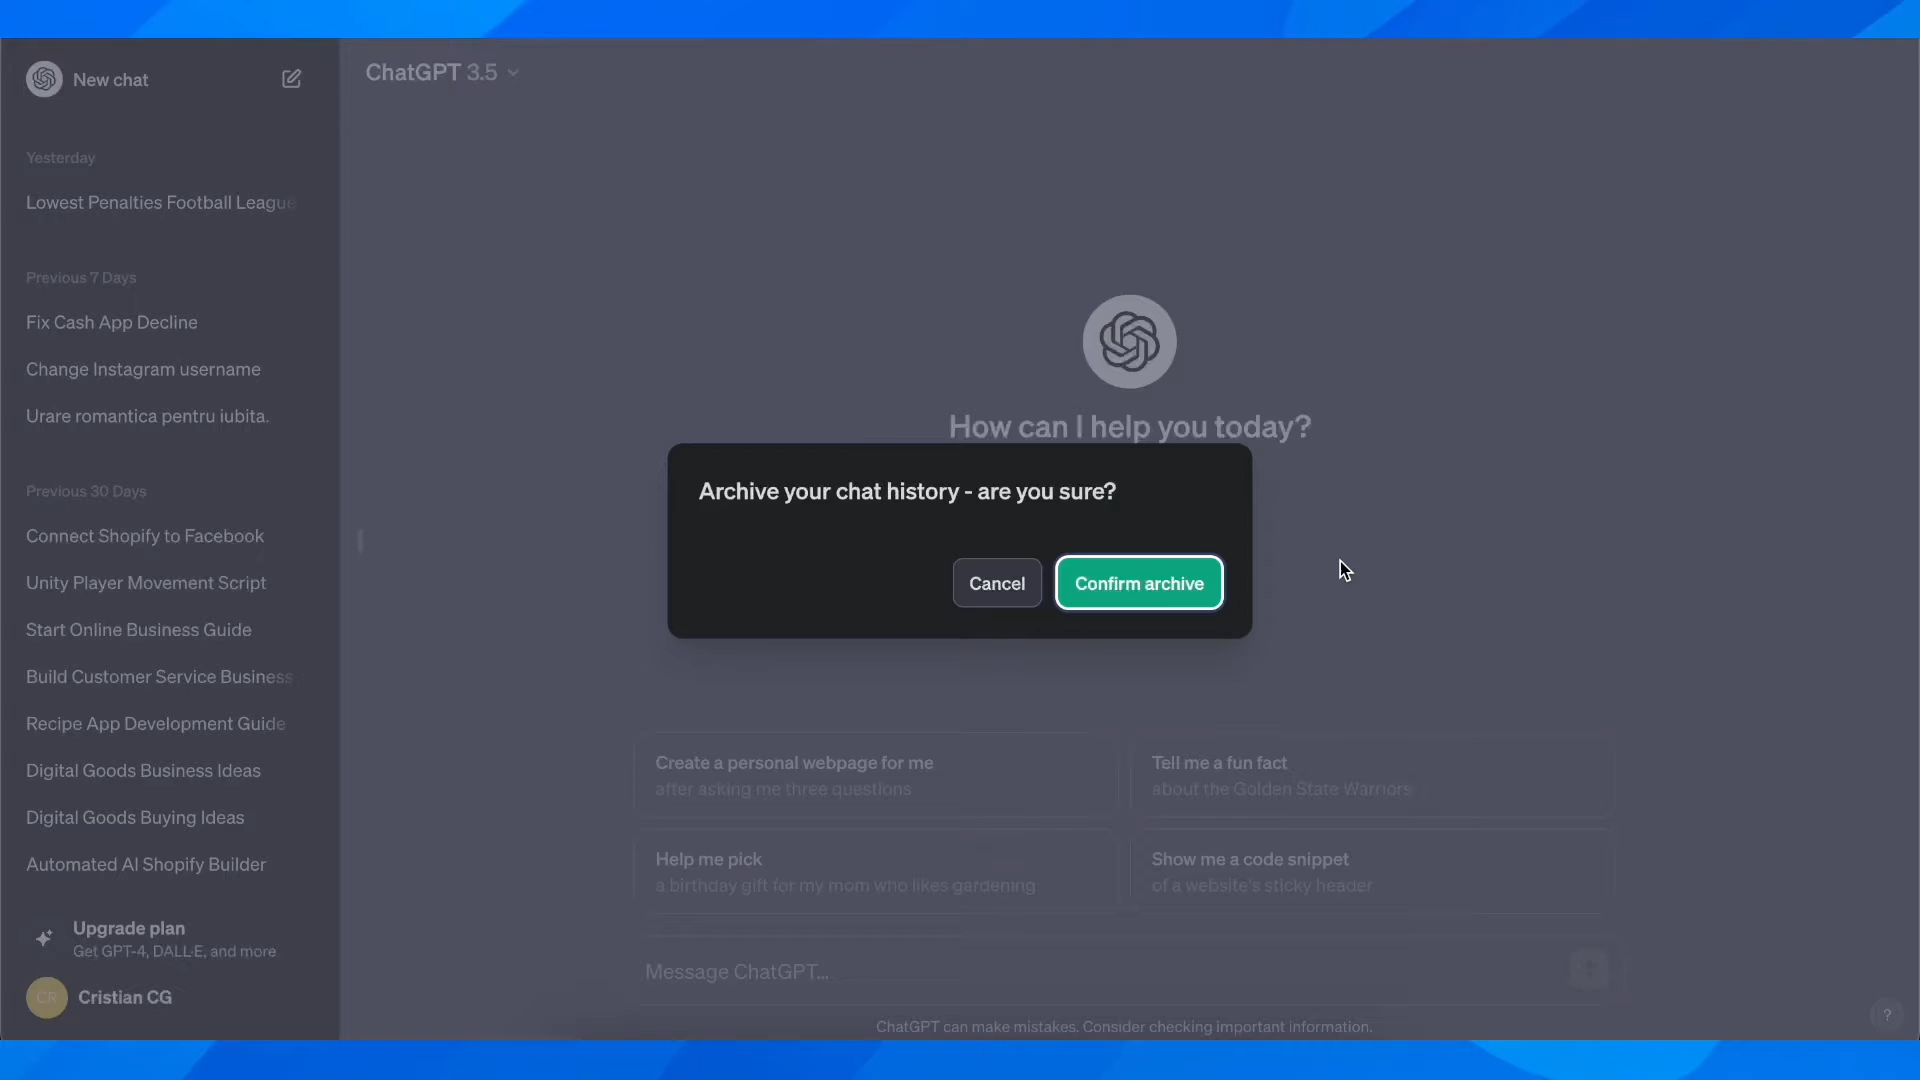 New chat
ChatGPT 3.5
Yesterday
Lowest Penalties Football League
Previous 7 Days
Fix Cash App Decline
Change Instagram username
Urare romantica pentru iubita.
Previous 30 Days
Connect Shopify to Facebook
Unity Player Movement Script
Start Online Business Guide
Build Customer Service Business
Recipe App Development Guide
Digital Goods Business Ideas
Digital Goods Buying Ideas
Automated AI Shopify Builder
Upgrade plan
Get GPT-4, DALL·E, and more
CR
Cristian CG
How can I help you today?
Archive your chat history - are you sure?
Cancel
Confirm archive
Create a personal webpage for me
after asking me three questions
Tell me a fun fact
about the Golden State Warriors
Help me pick
a birthday gift for my mom who likes gardening
Show me a code snippet
of a website's sticky header
Message ChatGPT...
ChatGPT can make mistakes. Consider checking important information.
?